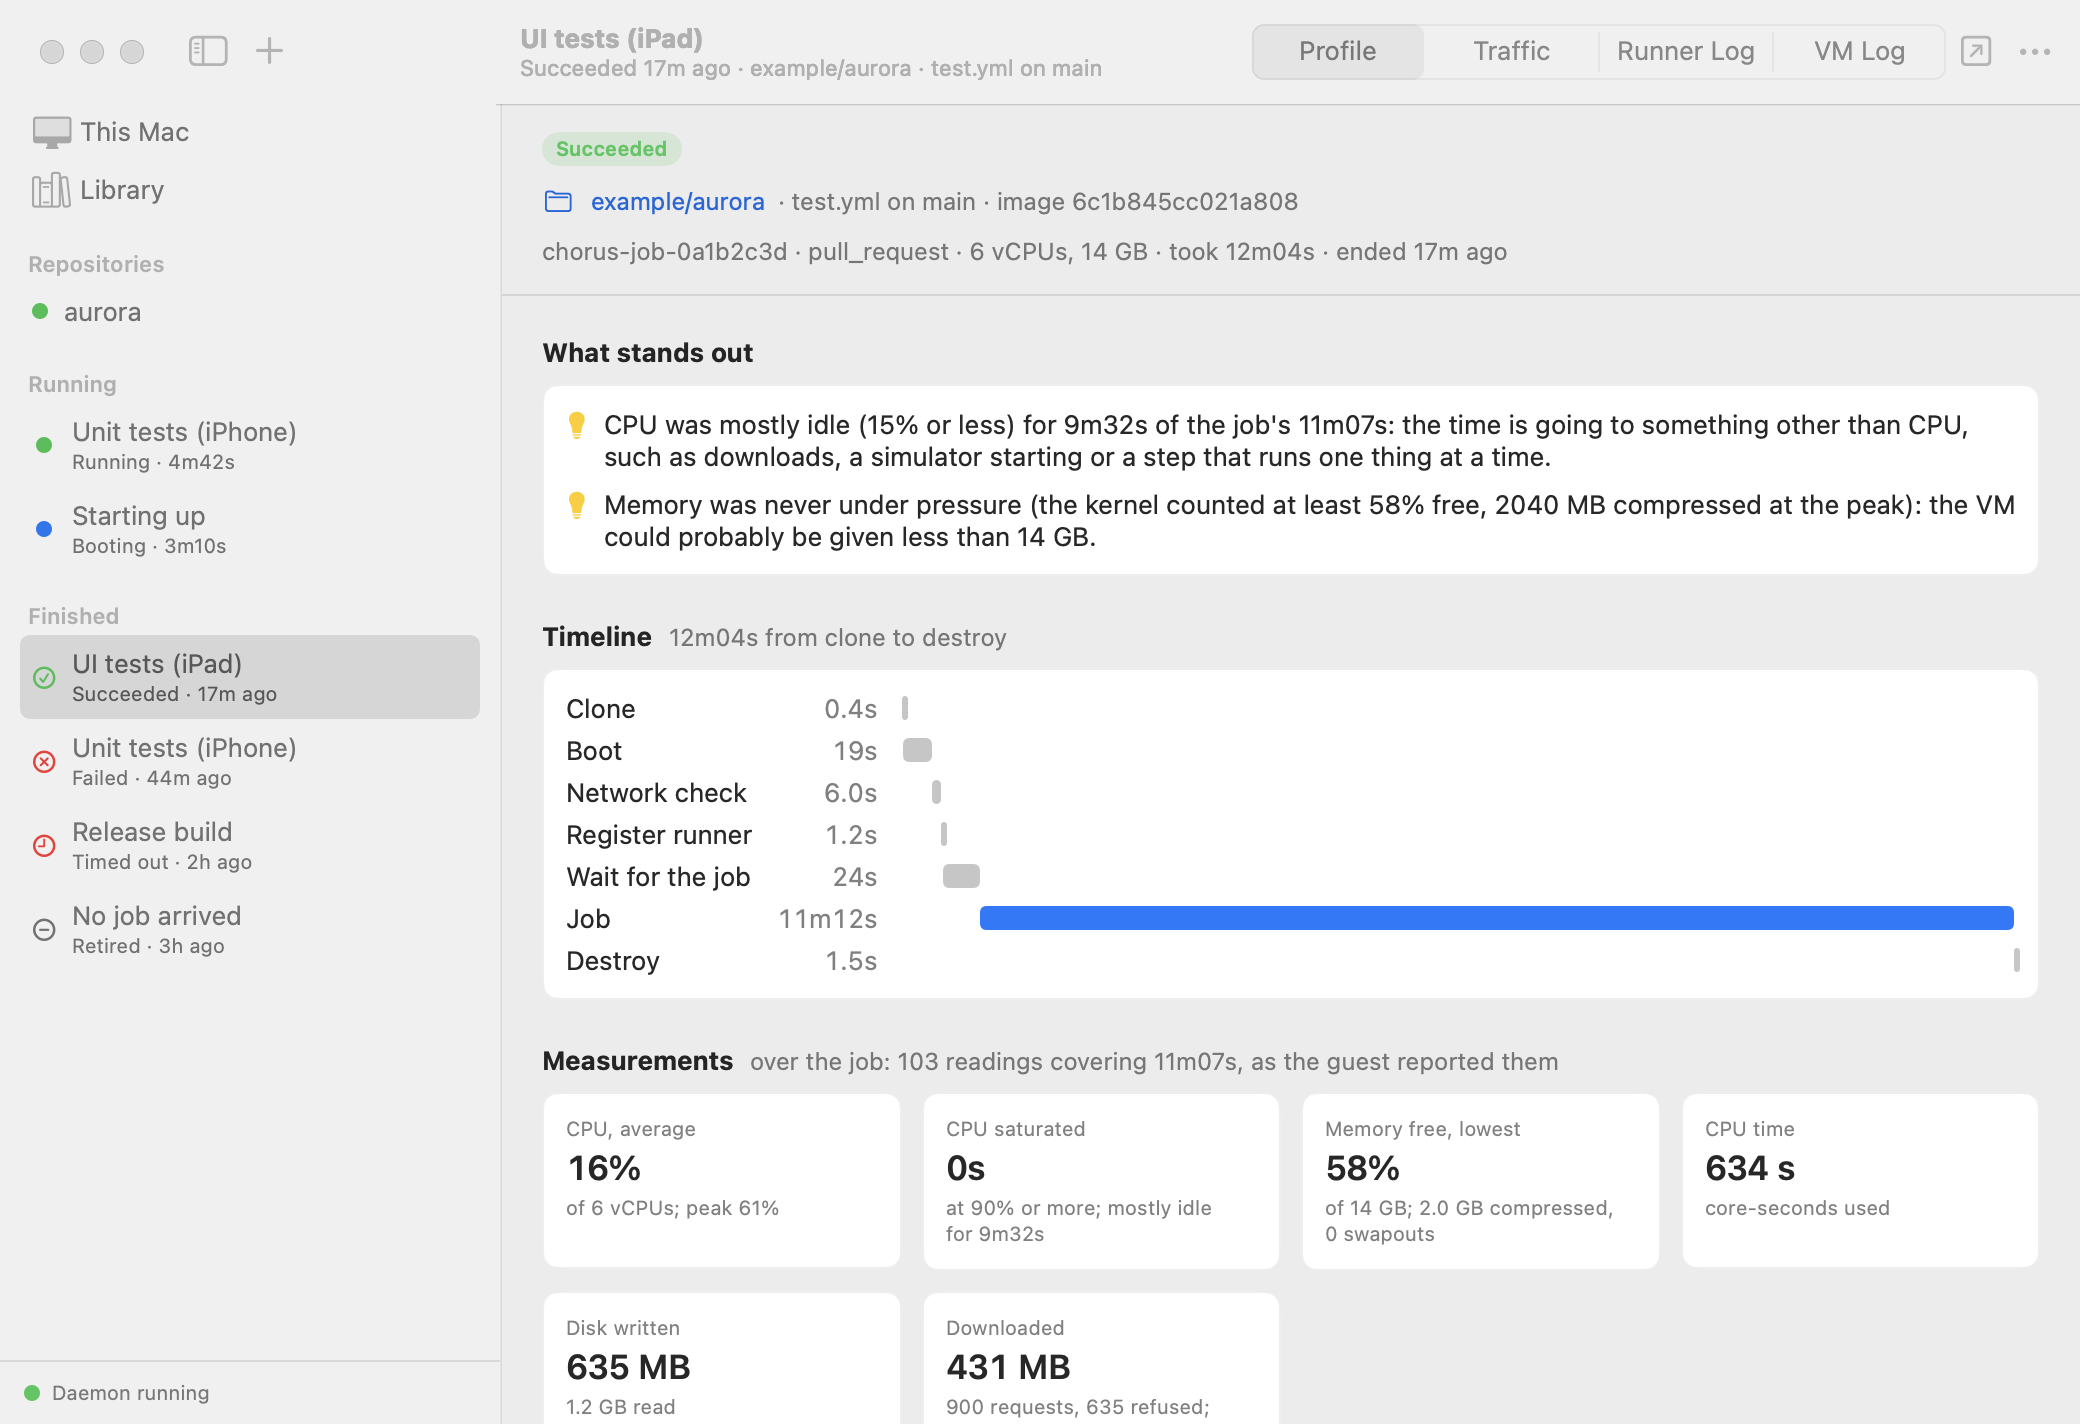 UI tests (iPad)
Succeeded 17m ago · example/aurora · test.yml on main
Profile
Traffic
Runner Log
VM Log
This Mac
Library
Repositories
aurora
Running
Unit tests (iPhone)
Running · 4m42s
Starting up
Booting · 3m10s
Finished
UI tests (iPad)
Succeeded · 17m ago
Unit tests (iPhone)
Failed · 44m ago
Release build
Timed out · 2h ago
No job arrived
Retired · 3h ago
Daemon running
Succeeded
example/aurora · test.yml on main · image 6c1b845cc021a808
chorus-job-0a1b2c3d · pull_request · 6 vCPUs, 14 GB · took 12m04s · ended 17m ago
What stands out
CPU was mostly idle (15% or less) for 9m32s of the job's 11m07s: the time is going to something other than CPU,
such as downloads, a simulator starting or a step that runs one thing at a time.
Memory was never under pressure (the kernel counted at least 58% free, 2040 MB compressed at the peak): the VM
could probably be given less than 14 GB.
Timeline 12m04s from clone to destroy
Clone 0.4s
Boot 19s
Network check 6.0s
Register runner 1.2s
Wait for the job 24s
Job 11m12s
Destroy 1.5s
Measurements over the job: 103 readings covering 11m07s, as the guest reported them
CPU, average
16%
of 6 vCPUs; peak 61%
CPU saturated
0s
at 90% or more; mostly idle
for 9m32s
Memory free, lowest
58%
of 14 GB; 2.0 GB compressed,
0 swapouts
CPU time
634 s
core-seconds used
Disk written
635 MB
1.2 GB read
Downloaded
431 MB
900 requests, 635 refused;